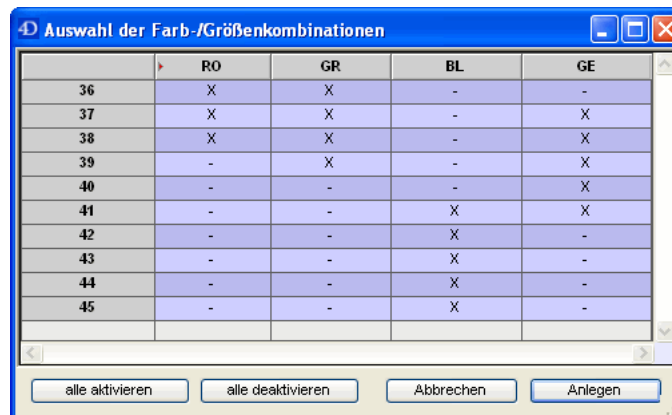 4D Auswahl der Farb-/Größenkombinationen
RO GR BL GE
36 X X - -
37 X X - X
38 X X - X
39 - X - X
40 - - - X
41 - - X X
42 - - X -
43 - - X -
44 - - X -
45 - - X -
alle aktivieren alle deaktivieren Abbrechen Anlegen